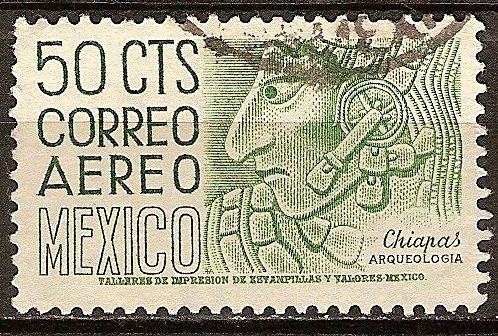 50 CTS
CORREO
AEREO
MEXICO
Chiapas
ARQUEOLOGIA
TALLERES DE IMPRESION DE ESTAMPILLAS Y VALORES-MEXICO.